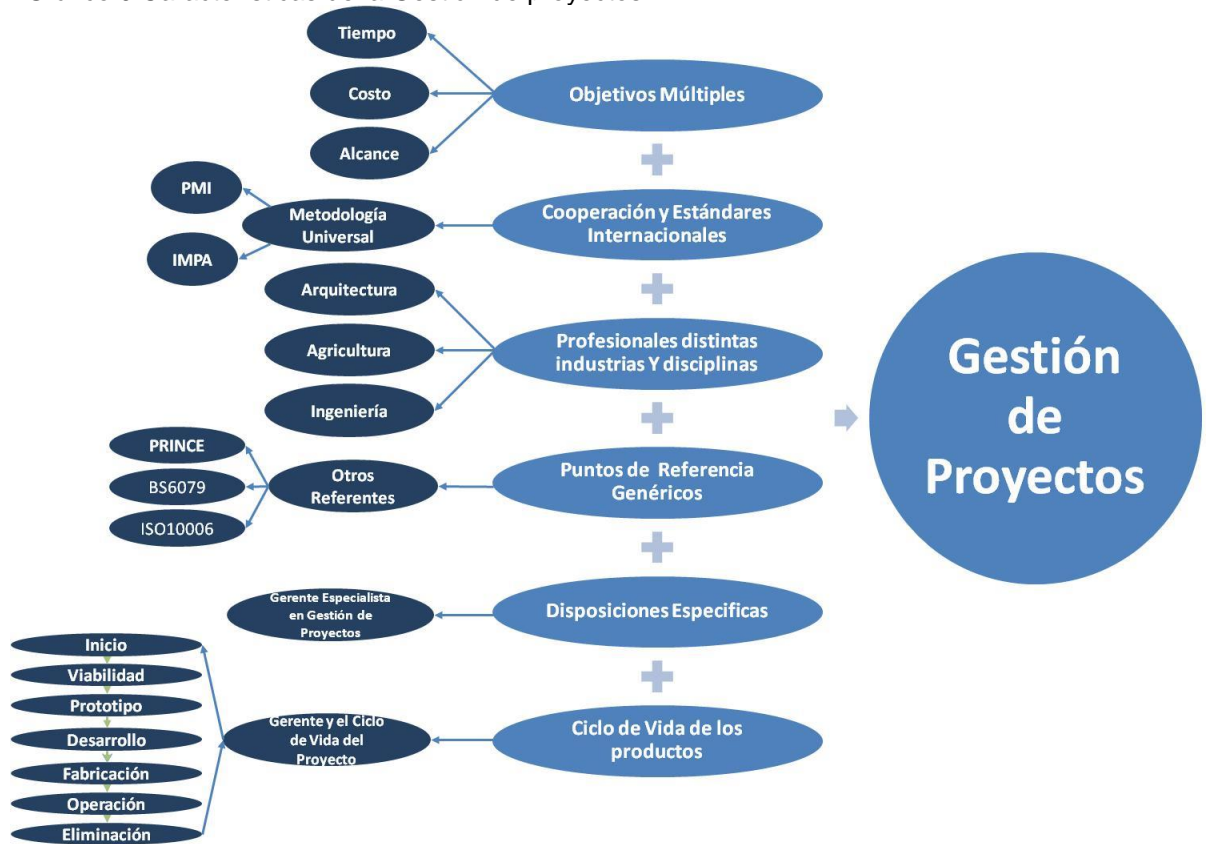 Tiempo
Costo
Alcance
Objetivos Múltiples
PMI
IMPA
Metodología
Universal
Cooperación y Estándares
Internacionales
Arquitectura
Agricultura
Ingeniería
Profesionales distintas
industrias Y disciplinas
PRINCE
BS6079
ISO10006
Otros
Referentes
Puntos de Referencia
Genéricos
Gerente Especialista
en Gestión de
Proyectos
Disposiciones Especificas
Inicio
Viabilidad
Prototipo
Desarrollo
Fabricación
Operación
Eliminación
Gerente y el Ciclo
de Vida del
Proyecto
Ciclo de Vida de los
productos
Gestión
de
Proyectos